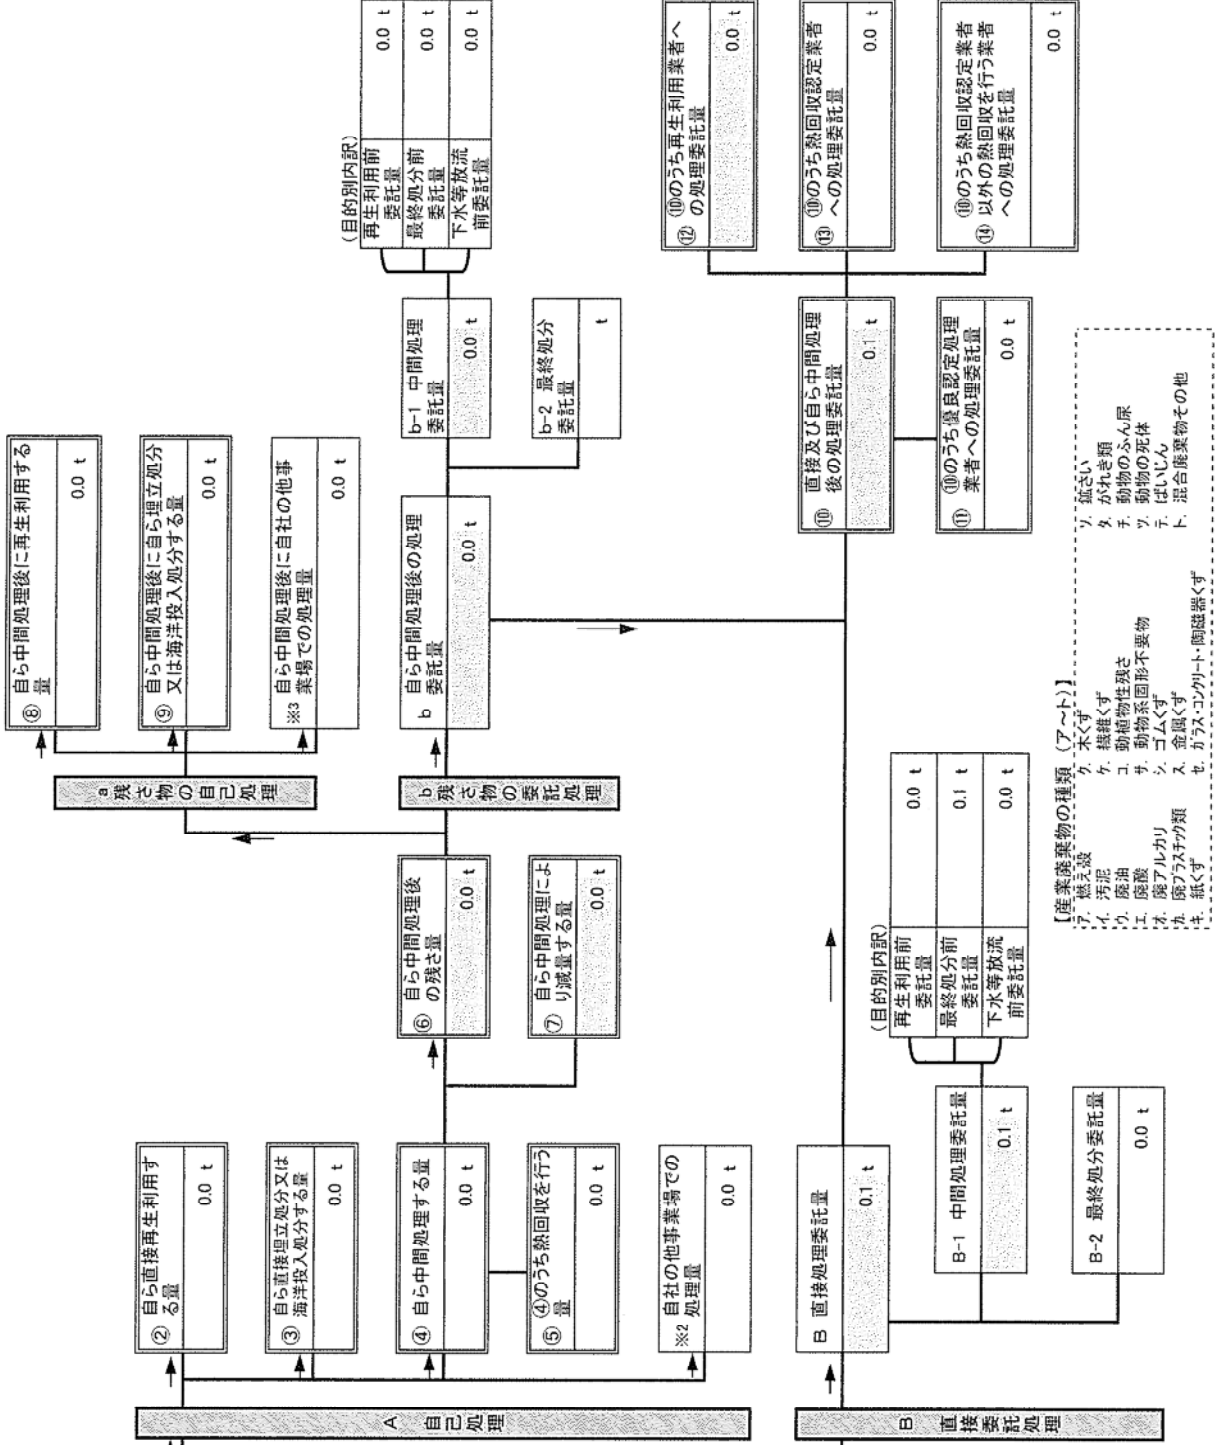 A 自己処理
② 自ら直接再生利用す
る量
0.0 t
③ 自ら直接埋立処分又は
海洋投入処分する量
0.0 t
④ 自ら中間処理する量
0.0 t
⑤ ④のうち熱回収を行う
量
0.0 t
※2 自社の他事業場での
処理量
0.0 t
⑥ 自ら中間処理後
の残さ量
0.0 t
⑦ 自ら中間処理によ
り減量する量
0.0 t
a 残さ物の自己処理
⑧ 自ら中間処理後に再生利用する
量
0.0 t
⑨ 自ら中間処理後に自ら埋立処分
又は海洋投入処分する量
0.0 t
※3 自ら中間処理後に自社の他事
業場での処理量
0.0 t
b 残さ物の委託処理
b 自ら中間処理後の処理
委託量
0.0 t
b-1 中間処理
委託量
0.0 t
b-2 最終処分
委託量
t
(目的別内訳)
再生利用前
委託量
0.0 t
最終処分前
委託量
0.0 t
下水等放流
前委託量
0.0 t
B 直接委託処理
B 直接処理委託量
0.1 t
B-1 中間処理委託量
0.1 t
B-2 最終処分委託量
0.0 t
(目的別内訳)
再生利用前
委託量
0.0 t
最終処分前
委託量
0.1 t
下水等放流
前委託量
0.0 t
⑩ 直接及び自ら中間処理
後の処理委託量
0.1 t
⑪ ⑩のうち優良認定処理
業者への処理委託量
0.0 t
⑫ ⑩のうち再生利用業者へ
の処理委託量
0.0 t
⑬ ⑩のうち熱回収認定業者
への処理委託量
0.0 t
⑭ ⑩のうち熱回収認定業者
以外の熱回収を行う業者
への処理委託量
0.0 t
【産業廃棄物の種類 (ア～ト)】
ア. 燃え殻
イ. 汚泥
ウ. 廃油
エ. 廃酸
オ. 廃アルカリ
カ. 廃プラスチック類
キ. 紙くず
ク. 木くず
ケ. 繊維くず
コ. 動植物性残さ
サ. 動物系固形不要物
シ. ゴムくず
ス. 金属くず
セ. ガラス・コンクリート・陶磁器くず
ソ. 鉱さい
タ. がれき類
チ. 動物のふん尿
ツ. 動物の死体
テ. ばいじん
ト. 混合廃棄物その他